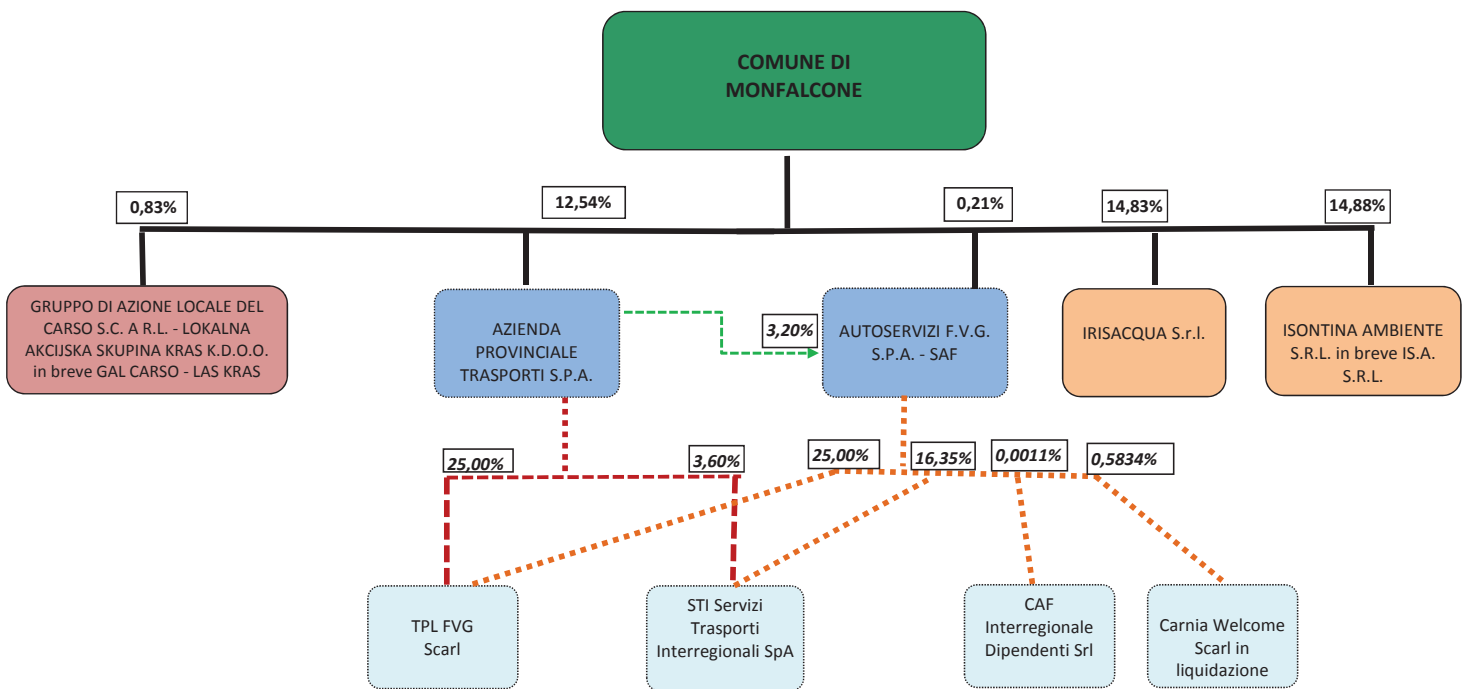 COMUNE DI
MONFALCONE
0,83%
12,54%
0,21%
14,83%
14,88%
GRUPPO DI AZIONE LOCALE DEL
CARSO S.C. A R.L. - LOKALNA
AKCIJSKA SKUPINA KRAS K.D.O.O.
in breve GAL CARSO - LAS KRAS
AZIENDA
PROVINCIALE
TRASPORTI S.P.A.
3,20%
AUTOSERVIZI F.V.G.
S.P.A. - SAF
IRISACQUA S.r.l.
ISONTINA AMBIENTE
S.R.L. in breve IS.A.
S.R.L.
25,00%
3,60%
25,00%
16,35%
0,0011%
0,5834%
TPL FVG
Scarl
STI Servizi
Trasporti
Interregionali SpA
CAF
Interregionale
Dipendenti Srl
Carnia Welcome
Scarl in
liquidazione